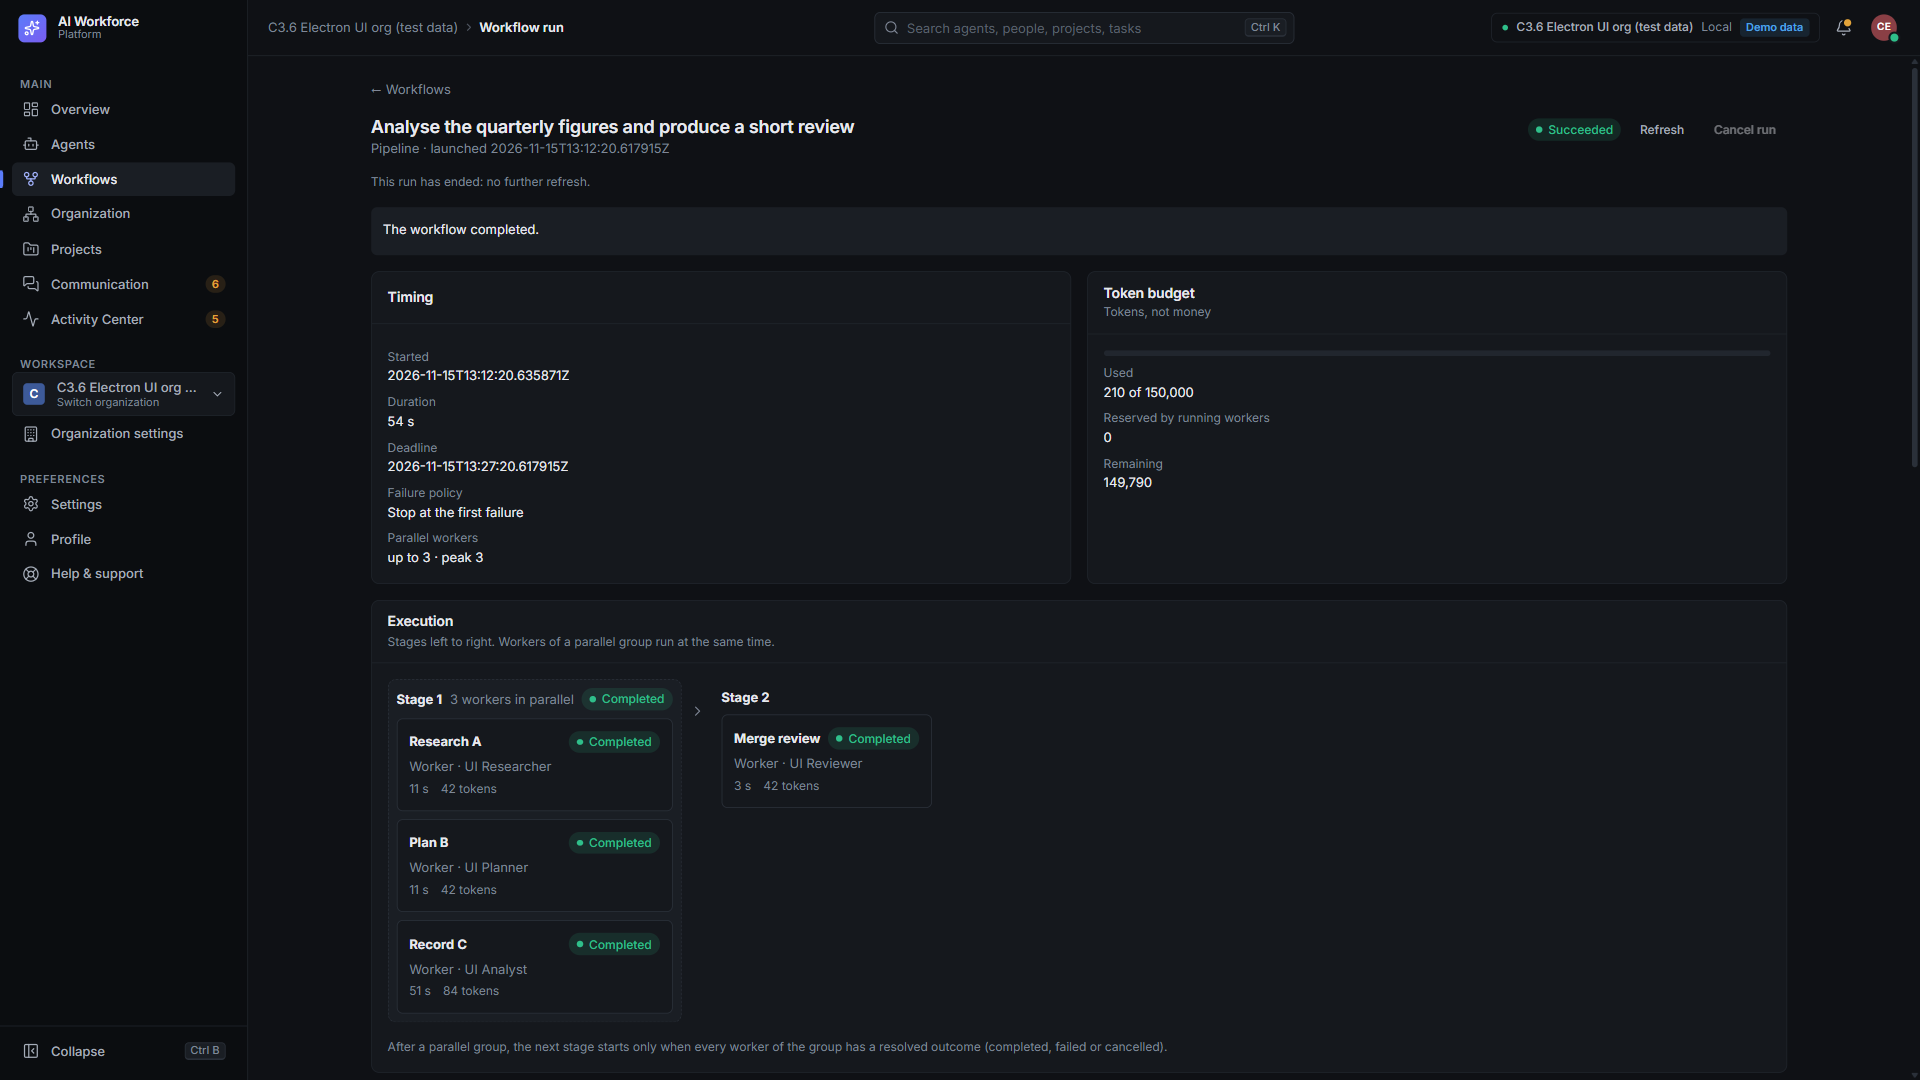 AI Workforce
Platform
MAIN
Overview
Agents
Workflows
Organization
Projects
Communication 6
Activity Center 5
WORKSPACE
C
C3.6 Electron UI org ...
Switch organization
Organization settings
PREFERENCES
Settings
Profile
Help & support
Collapse Ctrl B
C3.6 Electron UI org (test data) › Workflow run
Search agents, people, projects, tasks Ctrl K
C3.6 Electron UI org (test data) Local Demo data
CE
← Workflows
Analyse the quarterly figures and produce a short review
Pipeline · launched 2026-11-15T13:12:20.617915Z
Succeeded Refresh Cancel run
This run has ended: no further refresh.
The workflow completed.
Timing
Started
2026-11-15T13:12:20.635871Z
Duration
54 s
Deadline
2026-11-15T13:27:20.617915Z
Failure policy
Stop at the first failure
Parallel workers
up to 3 · peak 3
Token budget
Tokens, not money
Used
210 of 150,000
Reserved by running workers
0
Remaining
149,790
Execution
Stages left to right. Workers of a parallel group run at the same time.
Stage 1 3 workers in parallel Completed
Research A Completed
Worker · UI Researcher
11 s 42 tokens
Plan B Completed
Worker · UI Planner
11 s 42 tokens
Record C Completed
Worker · UI Analyst
51 s 84 tokens
Stage 2
Merge review Completed
Worker · UI Reviewer
3 s 42 tokens
After a parallel group, the next stage starts only when every worker of the group has a resolved outcome (completed, failed or cancelled).